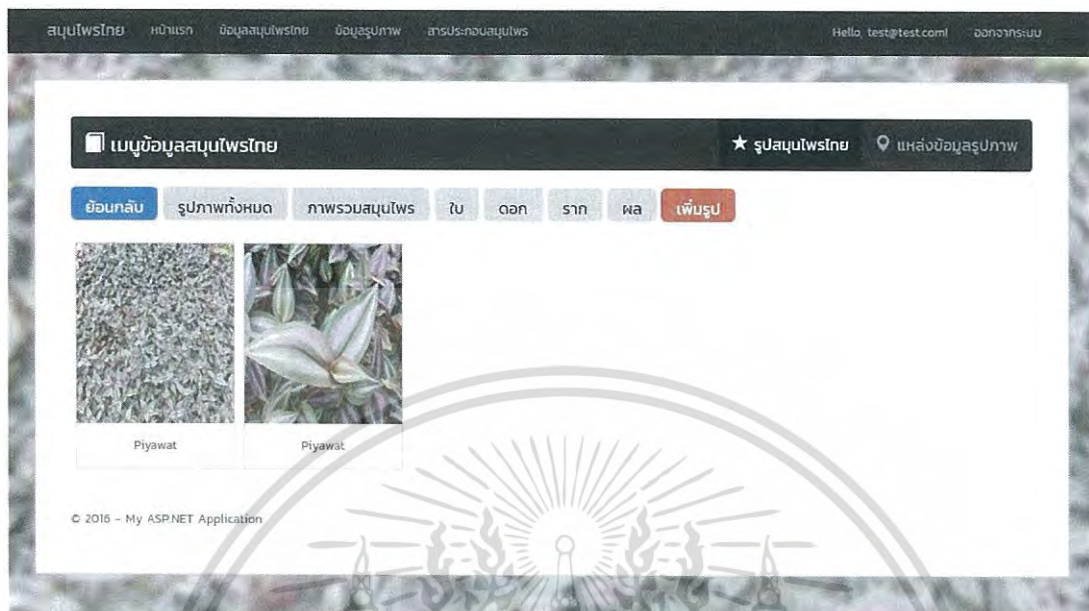 สมุนไพรไทย หน้าแรก ข้อมูลสมุนไพรไทย ข้อมูลรูปภาพ สารประกอบสมุนไพร Hello, test@test.com! ออกจากระบบ
เมนูข้อมูลสมุนไพรไทย รูปสมุนไพรไทย แหล่งข้อมูลรูปภาพ
ย้อนกลับ รูปภาพทั้งหมด ภาพรวมสมุนไพร ใบ ดอก ราก ผล เพิ่มรูป
Piyawat Piyawat
© 2016 - My ASP.NET Application